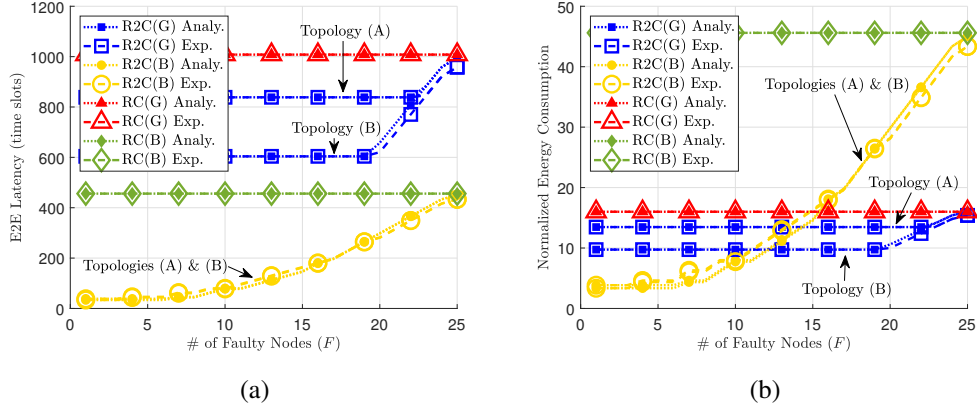 1200
1000
800
600
400
200
0
0
5
10
15
20
25
E2E Latency (time slots)
# of Faulty Nodes (F)
R2C(G) Analy.
R2C(G) Exp.
R2C(B) Analy.
R2C(B) Exp.
RC(G) Analy.
RC(G) Exp.
RC(B) Analy.
RC(B) Exp.
Topology (A)
Topology (B)
Topologies (A) & (B)
(a)
50
40
30
20
10
0
0
5
10
15
20
25
Normalized Energy Consumption
# of Faulty Nodes (F)
R2C(G) Analy.
R2C(G) Exp.
R2C(B) Analy.
R2C(B) Exp.
RC(G) Analy.
RC(G) Exp.
RC(B) Analy.
RC(B) Exp.
Topologies (A) & (B)
Topology (A)
Topology (B)
(b)